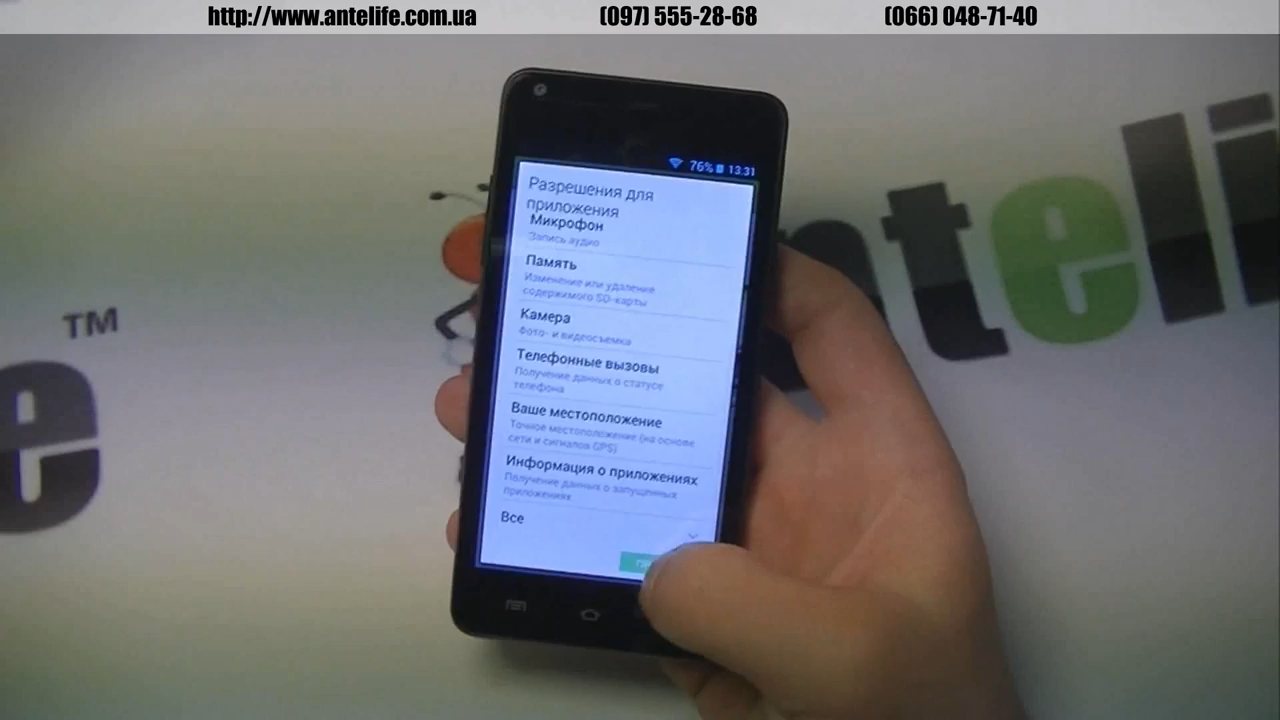 http://www.antelife.com.ua (097) 555-28-68 (066) 048-71-40
76% 13:31
Разрешения для
приложения
Микрофон
Запись аудио
Память
Изменение или удаление
содержимого SD-карты
Камера
Фото- и видеосъемка
Телефонные вызовы
Получение данных о статусе
телефона
Ваше местоположение
Точное местоположение (на основе
сети и сигналов GPS)
Информация о приложениях
Получение данных о запущенных
приложениях
Все
e TM
nteli